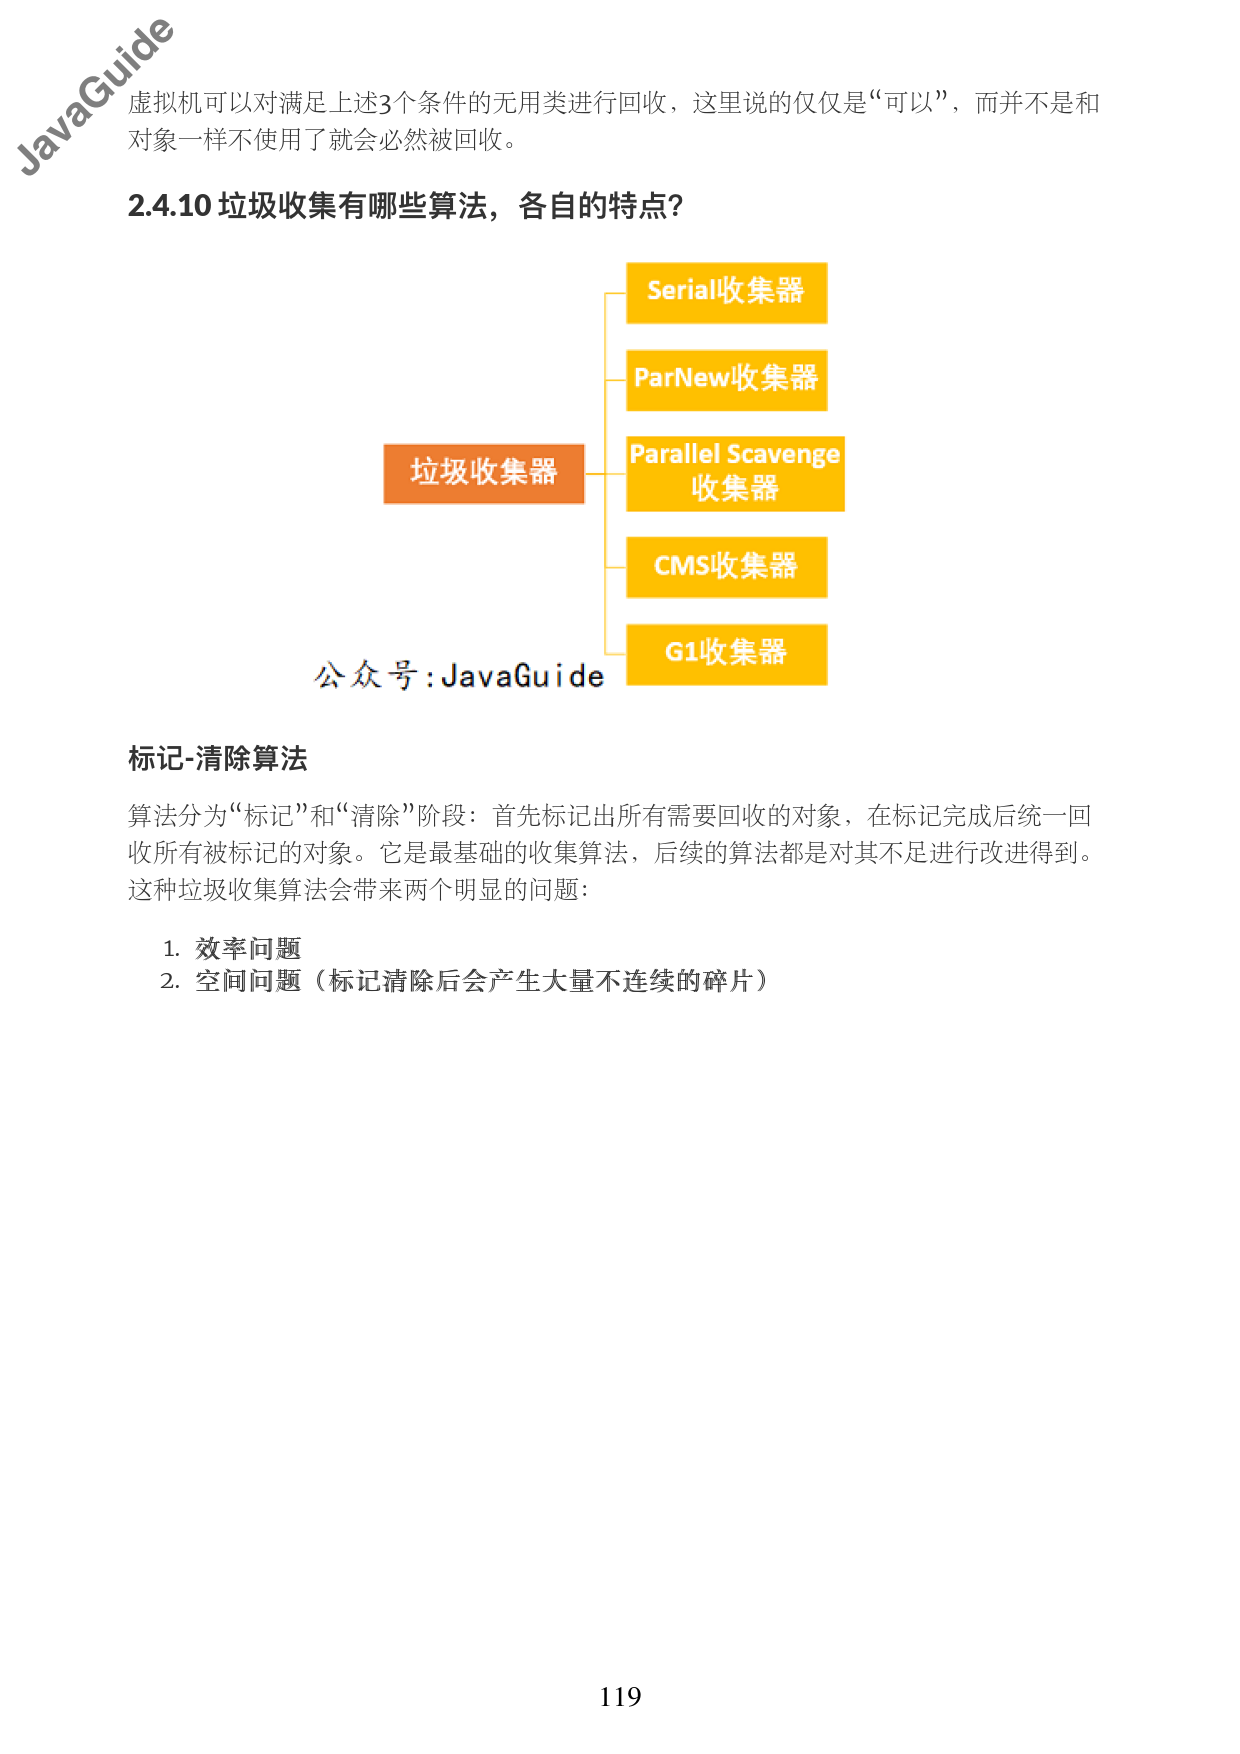 JavaGuide
虚拟机可以对满足上述3个条件的无用类进行回收，这里说的仅仅是“可以”，而并不是和
对象一样不使用了就会必然被回收。
2.4.10 垃圾收集有哪些算法，各自的特点？
Serial收集器
ParNew收集器
垃圾收集器
Parallel Scavenge
收集器
CMS收集器
G1收集器
公众号:JavaGuide
标记-清除算法
算法分为“标记”和“清除”阶段：首先标记出所有需要回收的对象，在标记完成后统一回
收所有被标记的对象。它是最基础的收集算法，后续的算法都是对其不足进行改进得到。
这种垃圾收集算法会带来两个明显的问题：
1. 效率问题
2. 空间问题（标记清除后会产生大量不连续的碎片）
119